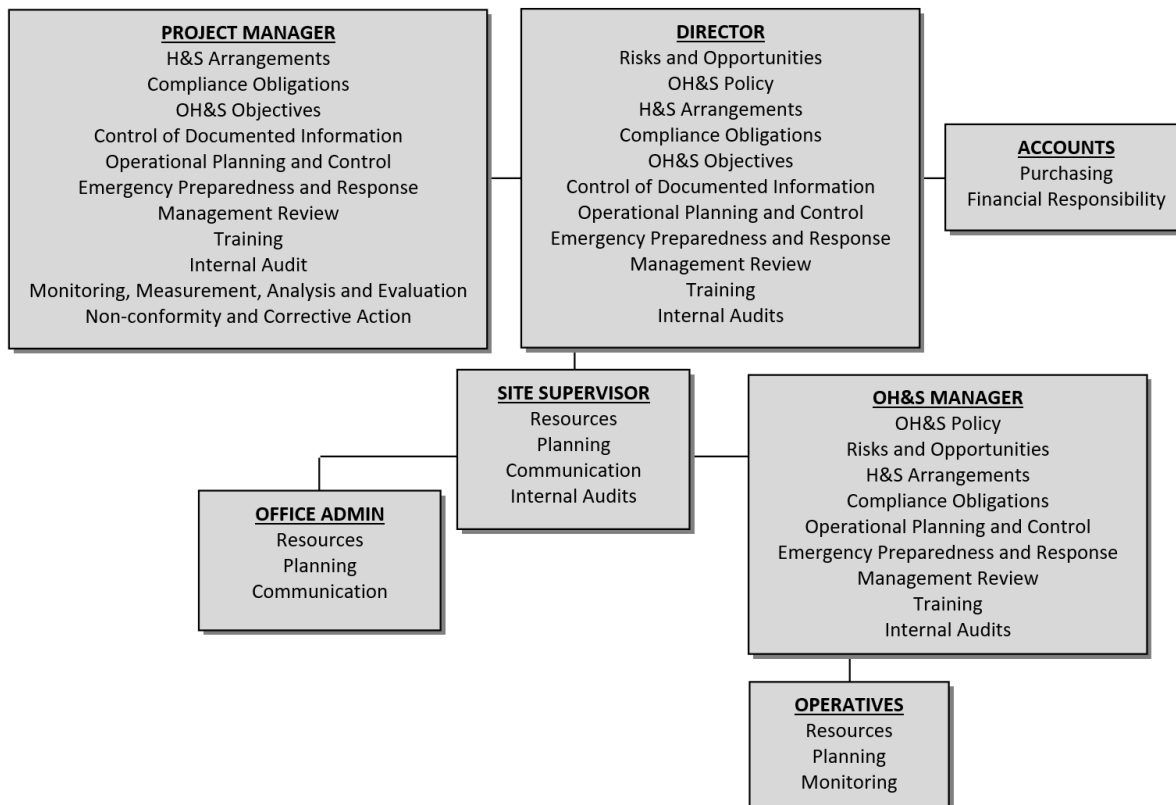 PROJECT MANAGER
H&S Arrangements
Compliance Obligations
OH&S Objectives
Control of Documented Information
Operational Planning and Control
Emergency Preparedness and Response
Management Review
Training
Internal Audit
Monitoring, Measurement, Analysis and Evaluation
Non-conformity and Corrective Action
DIRECTOR
Risks and Opportunities
OH&S Policy
H&S Arrangements
Compliance Obligations
OH&S Objectives
Control of Documented Information
Operational Planning and Control
Emergency Preparedness and Response
Management Review
Training
Internal Audits
ACCOUNTS
Purchasing
Financial Responsibility
SITE SUPERVISOR
Resources
Planning
Communication
Internal Audits
OH&S MANAGER
OH&S Policy
Risks and Opportunities
H&S Arrangements
Compliance Obligations
Operational Planning and Control
Emergency Preparedness and Response
Management Review
Training
Internal Audits
OFFICE ADMIN
Resources
Planning
Communication
OPERATIVES
Resources
Planning
Monitoring